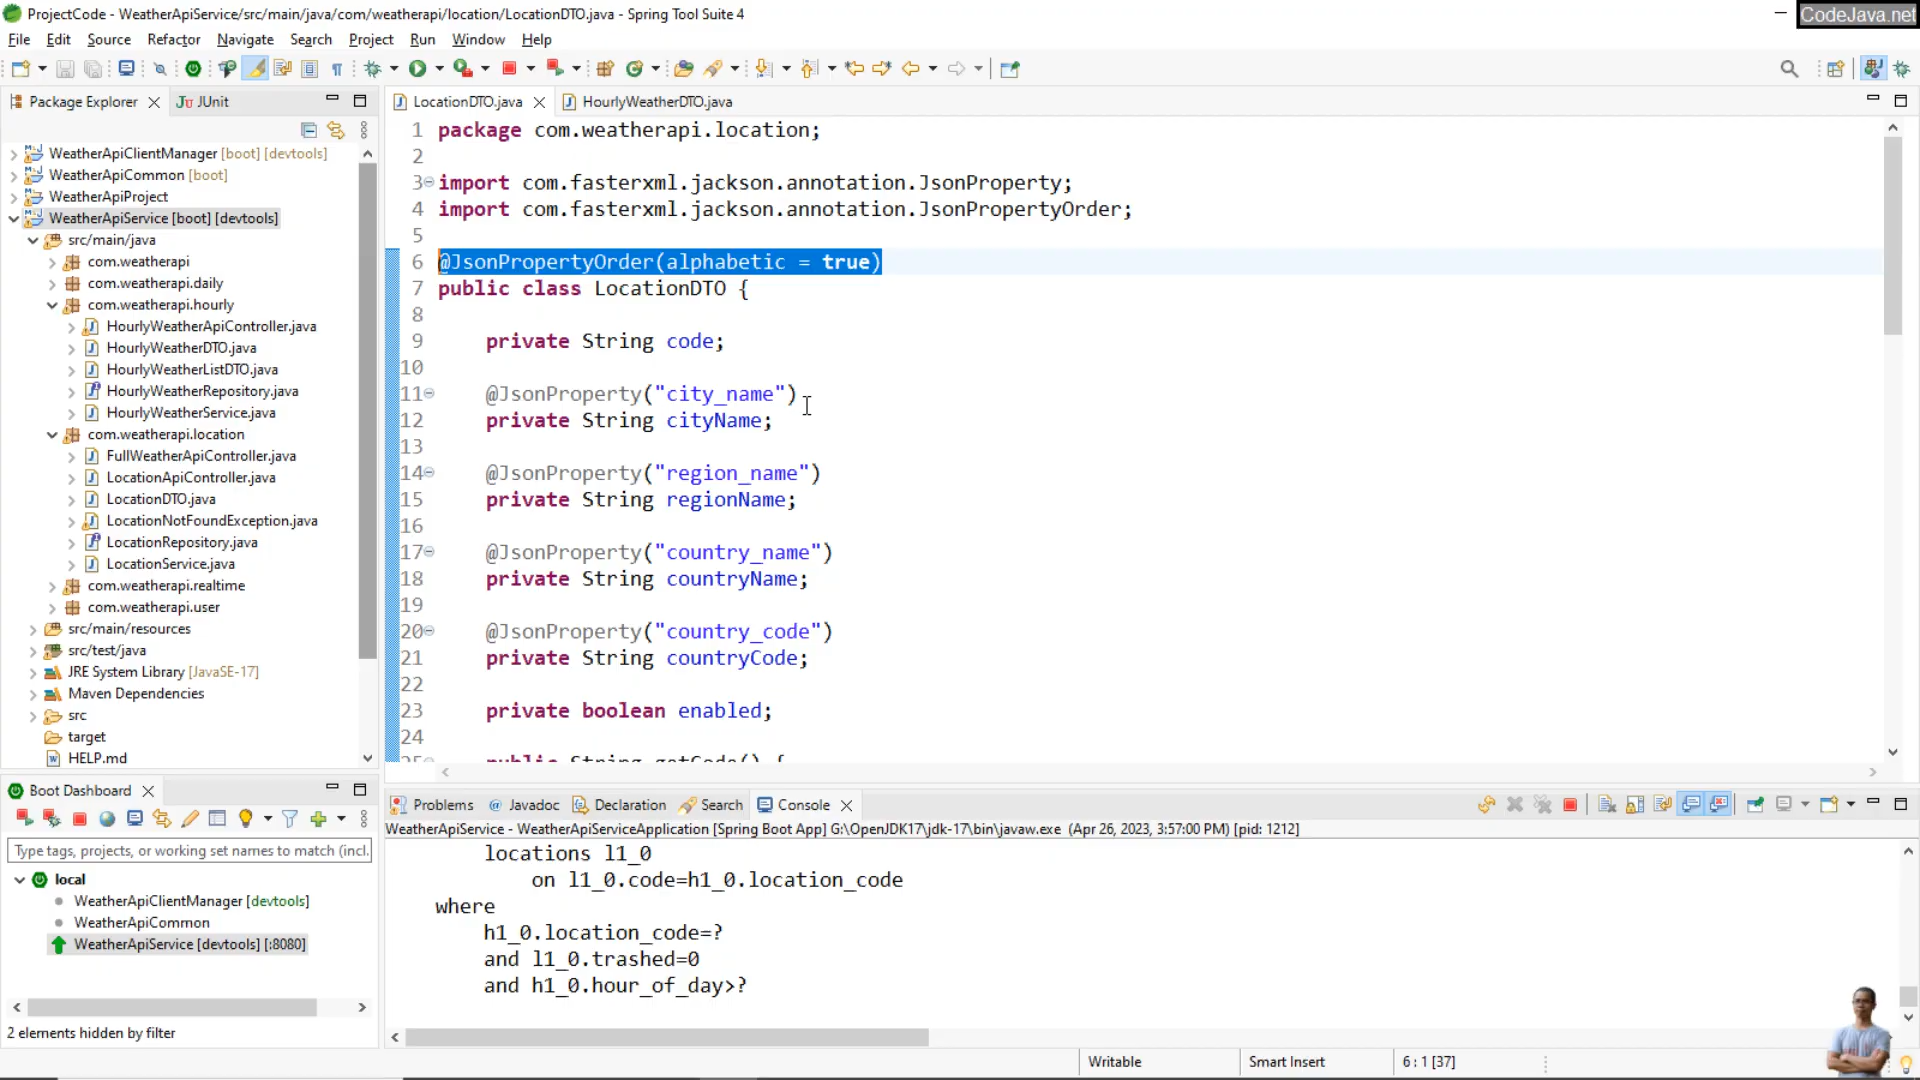 ProjectCode - WeatherApiService/src/main/java/com/weatherapi/location/LocationDTO.java - Spring Tool Suite 4
CodeJava.net
File Edit Source Refactor Navigate Search Project Run Window Help
Package Explorer
JUnit
WeatherApiClientManager [boot] [devtools]
WeatherApiCommon [boot]
WeatherApiProject
WeatherApiService [boot] [devtools]
src/main/java
com.weatherapi
com.weatherapi.daily
com.weatherapi.hourly
HourlyWeatherApiController.java
HourlyWeatherDTO.java
HourlyWeatherListDTO.java
HourlyWeatherRepository.java
HourlyWeatherService.java
com.weatherapi.location
FullWeatherApiController.java
LocationApiController.java
LocationDTO.java
LocationNotFoundException.java
LocationRepository.java
LocationService.java
com.weatherapi.realtime
com.weatherapi.user
src/main/resources
src/test/java
JRE System Library [JavaSE-17]
Maven Dependencies
src
target
HELP.md
LocationDTO.java
HourlyWeatherDTO.java
1 package com.weatherapi.location;
2
3 import com.fasterxml.jackson.annotation.JsonProperty;
4 import com.fasterxml.jackson.annotation.JsonPropertyOrder;
5
6 @JsonPropertyOrder(alphabetic = true)
7 public class LocationDTO {
8
9 private String code;
10
11 @JsonProperty("city_name")
12 private String cityName;
13
14 @JsonProperty("region_name")
15 private String regionName;
16
17 @JsonProperty("country_name")
18 private String countryName;
19
20 @JsonProperty("country_code")
21 private String countryCode;
22
23 private boolean enabled;
24
25 public String getCode() {
Boot Dashboard
Type tags, projects, or working set names to match (incl.
local
WeatherApiClientManager [devtools]
WeatherApiCommon
WeatherApiService [devtools] [:8080]
2 elements hidden by filter
Problems
Javadoc
Declaration
Search
Console
WeatherApiService - WeatherApiServiceApplication [Spring Boot App] G:\OpenJDK17\jdk-17\bin\javaw.exe (Apr 26, 2023, 3:57:00 PM) [pid: 1212]
locations l1_0
on l1_0.code=h1_0.location_code
where
h1_0.location_code=?
and l1_0.trashed=0
and h1_0.hour_of_day>?
Writable
Smart Insert
6 : 1 [37]